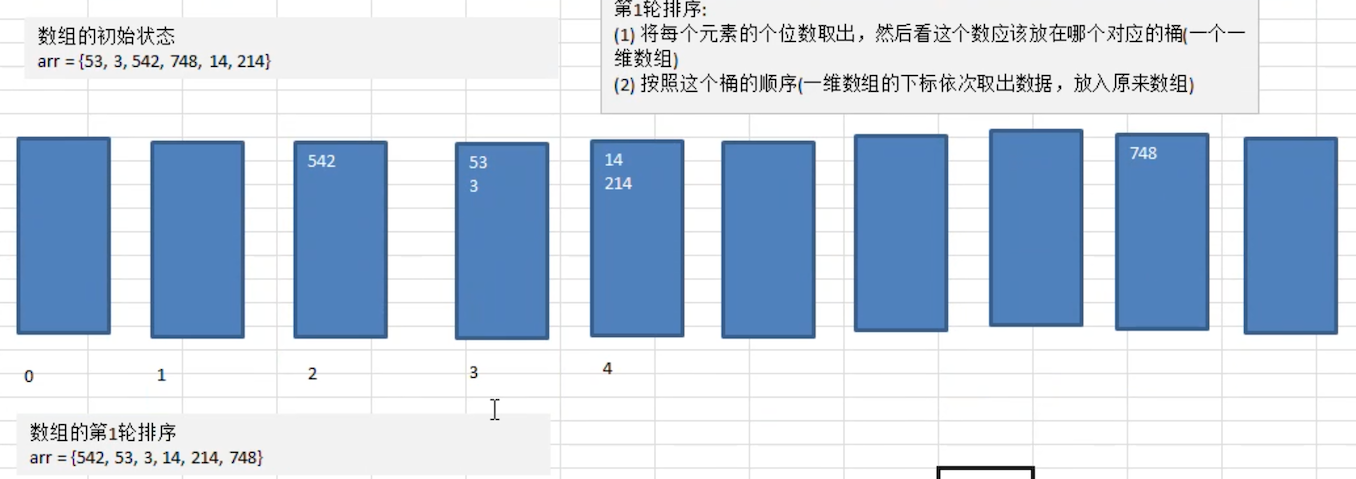 数组的初始状态
arr = {53, 3, 542, 748, 14, 214}
第1轮排序:
(1) 将每个元素的个位数取出，然后看这个数应该放在哪个对应的桶(一个一
维数组)
(2) 按照这个桶的顺序(一维数组的下标依次取出数据，放入原来数组)
542
53
3
14
214
748
0
1
2
3
4
数组的第1轮排序
arr = {542, 53, 3, 14, 214, 748}